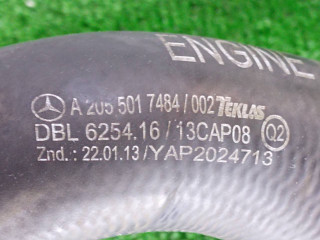 ENGINE
A 205 501 7484 / 002 TEKLAS
DBL 6254.16 / 13CAP08 Q2
Znd. : 22.01.13/YAP2024713